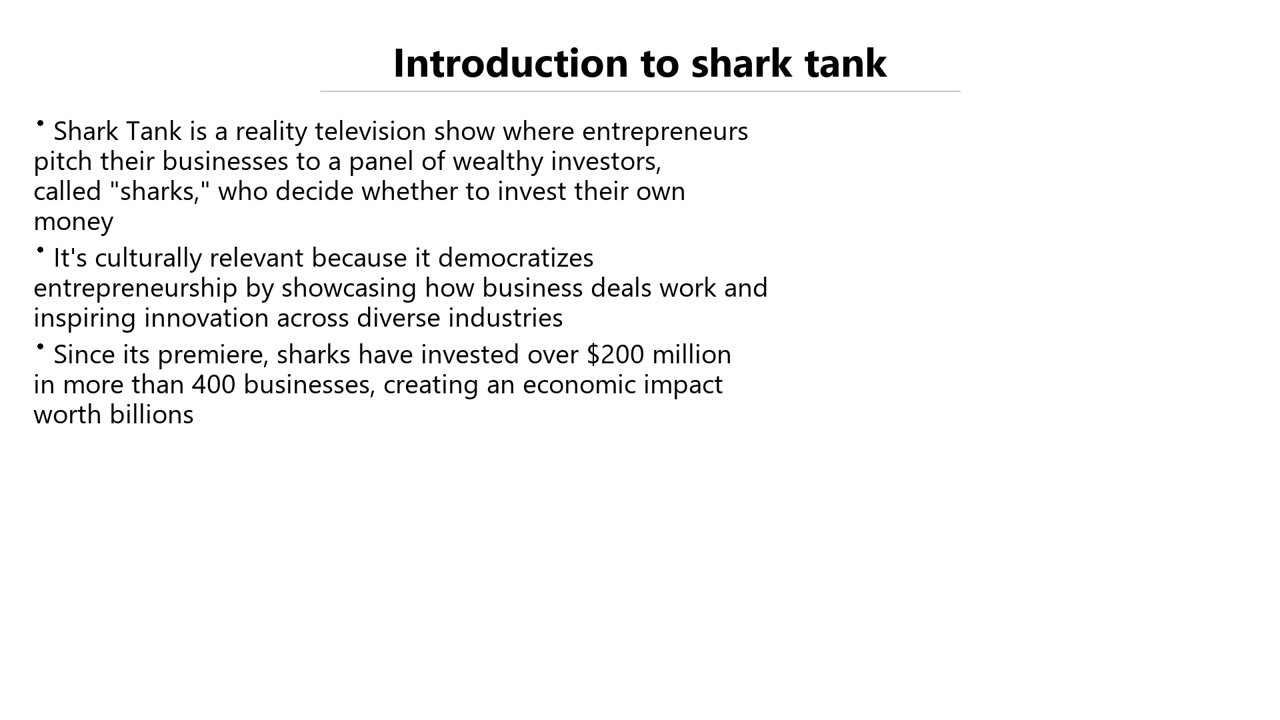 Introduction to shark tank
• Shark Tank is a reality television show where entrepreneurs
pitch their businesses to a panel of wealthy investors,
called "sharks," who decide whether to invest their own
money
• It's culturally relevant because it democratizes
entrepreneurship by showcasing how business deals work and
inspiring innovation across diverse industries
• Since its premiere, sharks have invested over $200 million
in more than 400 businesses, creating an economic impact
worth billions